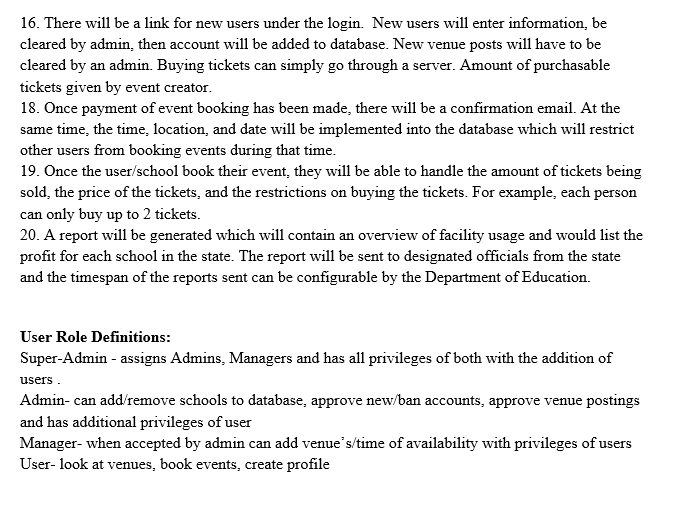 16. There will be a link for new users under the login.  New users will enter information, be
cleared by admin, then account will be added to database. New venue posts will have to be
cleared by an admin. Buying tickets can simply go through a server. Amount of purchasable
tickets given by event creator.
18. Once payment of event booking has been made, there will be a confirmation email. At the
same time, the time, location, and date will be implemented into the database which will restrict
other users from booking events during that time.
19. Once the user/school book their event, they will be able to handle the amount of tickets being
sold, the price of the tickets, and the restrictions on buying the tickets. For example, each person
can only buy up to 2 tickets.
20. A report will be generated which will contain an overview of facility usage and would list the
profit for each school in the state. The report will be sent to designated officials from the state
and the timespan of the reports sent can be configurable by the Department of Education.
User Role Definitions:
Super-Admin - assigns Admins, Managers and has all privileges of both with the addition of
users .
Admin- can add/remove schools to database, approve new/ban accounts, approve venue postings
and has additional privileges of user
Manager- when accepted by admin can add venue's/time of availability with privileges of users
User- look at venues, book events, create profile